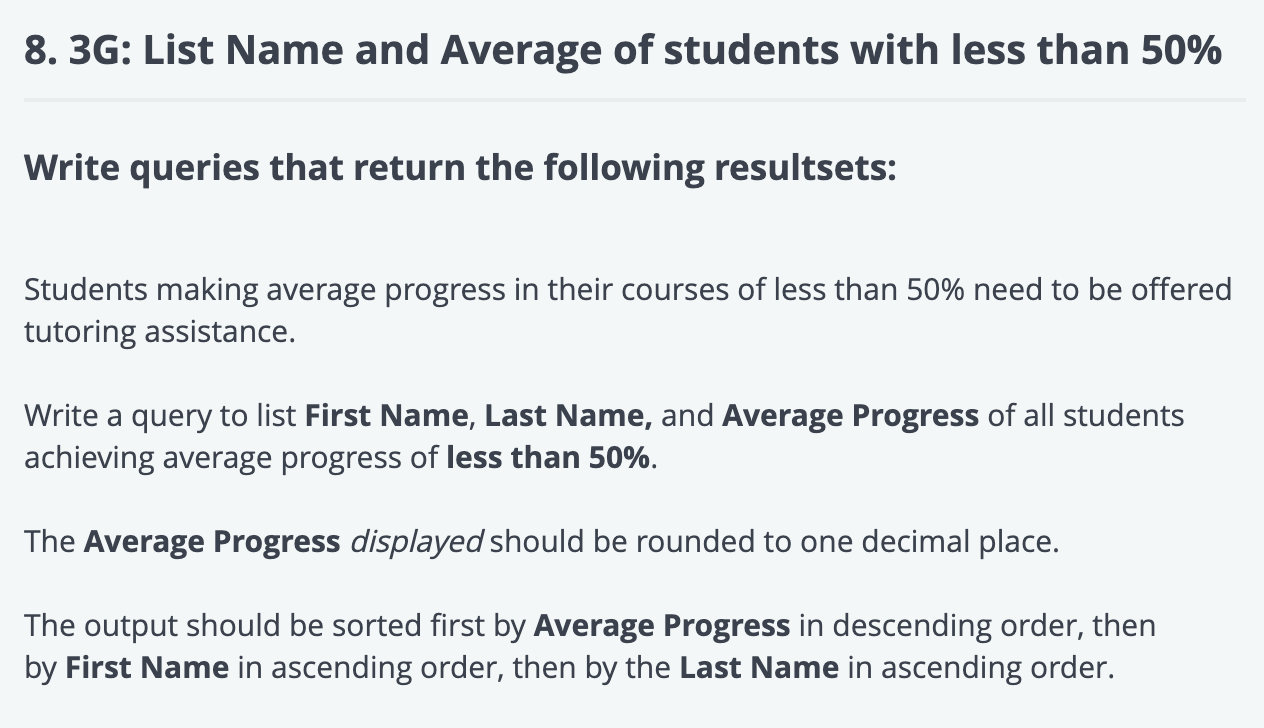 8. 3G: List Name and Average of students with less than 50%
Write queries that return the following resultsets:
Students making average progress in their courses of less than 50% need to be offered
tutoring assistance.
Write a query to list First Name, Last Name, and Average Progress of all students
achieving average progress of less than 50%.
The Average Progress displayed should be rounded to one decimal place.
The output should be sorted first by Average Progress in descending order, then
by First Name in ascending order, then by the Last Name in ascending order.